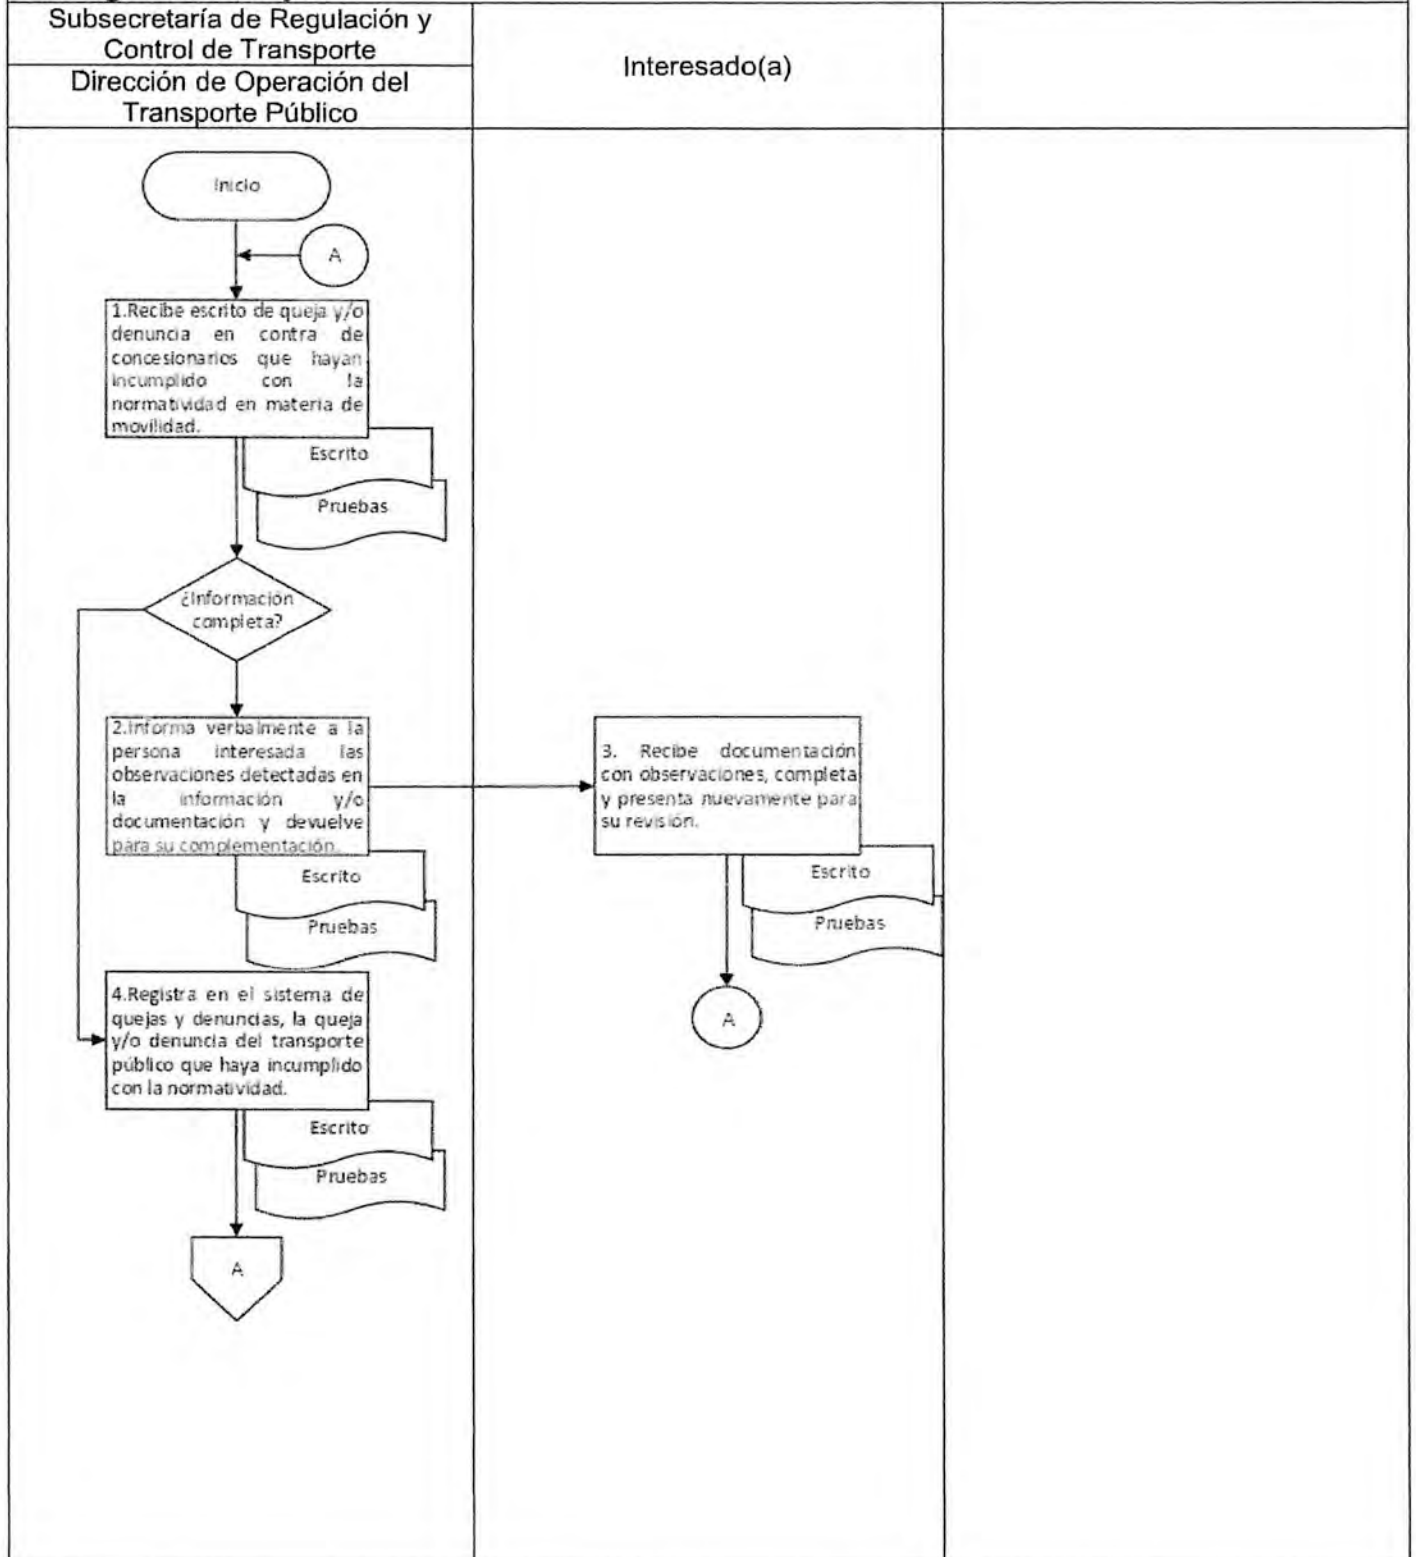 Subsecretaría de Regulación y
Control de Transporte
Dirección de Operación del
Transporte Público
Interesado(a)
Inicio
A
1.Recibe escrito de queja y/o
denuncia en contra de
concesionarios que hayan
incumplido con la
normatividad en materia de
movilidad.
Escrito
Pruebas
¿Información
completa?
2.Informa verbalmente a la
persona interesada las
observaciones detectadas en
la información y/o
documentación y devuelve
para su complementación.
Escrito
Pruebas
3. Recibe documentación
con observaciones, completa
y presenta nuevamente para
su revisión.
Escrito
Pruebas
A
4.Registra en el sistema de
quejas y denuncias, la queja
y/o denuncia del transporte
público que haya incumplido
con la normatividad.
Escrito
Pruebas
A